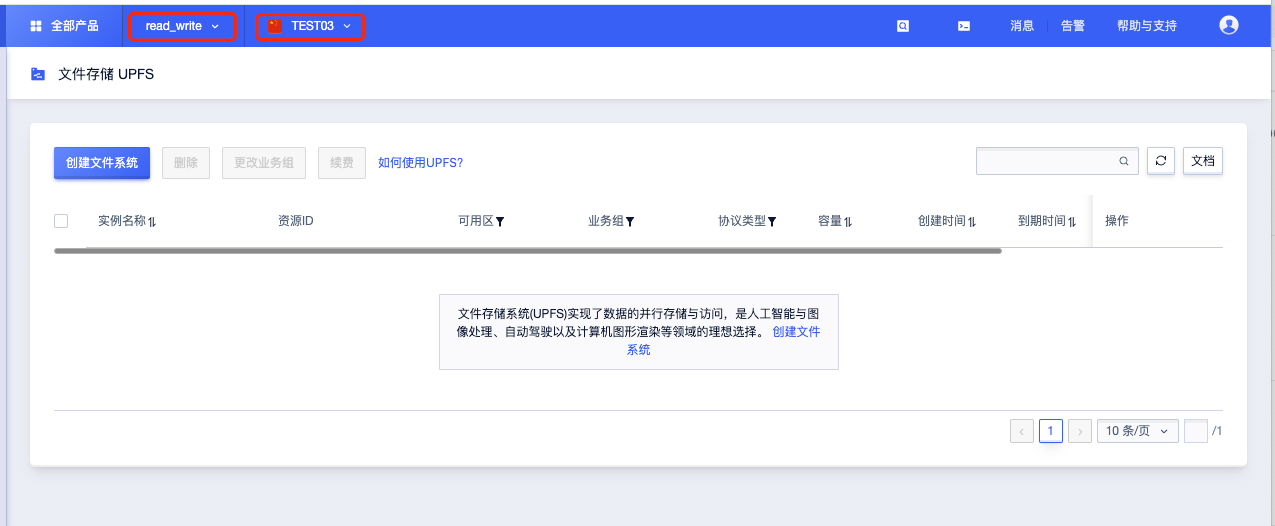 全部产品 read_write TEST03 消息 告警 帮助与支持
文件存储 UPFS
创建文件系统 删除 更改业务组 续费 如何使用UPFS? 文档
实例名称 资源ID 可用区 业务组 协议类型 容量 创建时间 到期时间 操作
文件存储系统(UPFS)实现了数据的并行存储与访问，是人工智能与图
像处理、自动驾驶以及计算机图形渲染等领域的理想选择。 创建文件
系统
1 10 条/页 /1